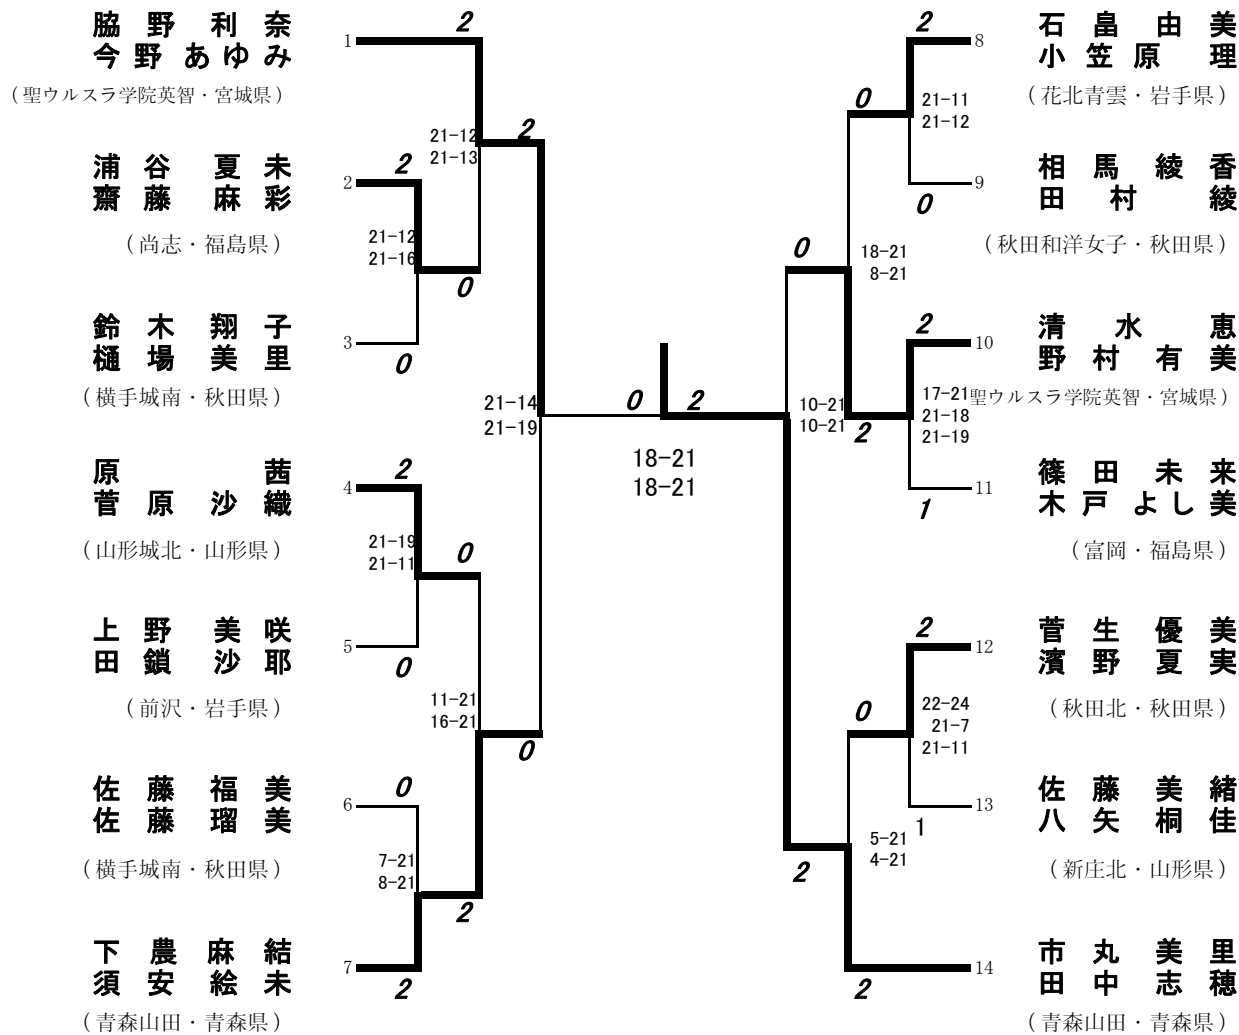 脇野利奈
今野あゆみ
（聖ウルスラ学院英智・宮城県）
1
2
浦谷夏未
齋藤麻彩
（尚志・福島県）
2
2
21-12
21-13
2
21-12
21-16
0
鈴木翔子
樋場美里
（横手城南・秋田県）
3
0
21-14
21-19
原茜
菅原沙織
（山形城北・山形県）
4
2
21-19
21-11
0
上野美咲
田鎖沙耶
（前沢・岩手県）
5
0
11-21
16-21
0
佐藤福美
佐藤瑠美
（横手城南・秋田県）
6
0
7-21
8-21
2
下農麻結
須安絵未
（青森山田・青森県）
7
2
0
2
18-21
18-21
石畠由美
小笠原理
（花北青雲・岩手県）
8
2
0
21-11
21-12
相馬綾香
田村綾
（秋田和洋女子・秋田県）
9
0
0
18-21
8-21
清水恵
野村有美
聖ウルスラ学院英智・宮城県）
10
2
17-21
21-18
21-19
10-21
10-21
2
篠田未来
木戸よし美
（富岡・福島県）
11
1
菅生優美
濱野夏実
（秋田北・秋田県）
12
2
0
22-24
21-7
21-11
佐藤美緒
八矢桐佳
（新庄北・山形県）
13
1
5-21
4-21
2
市丸美里
田中志穂
（青森山田・青森県）
14
2